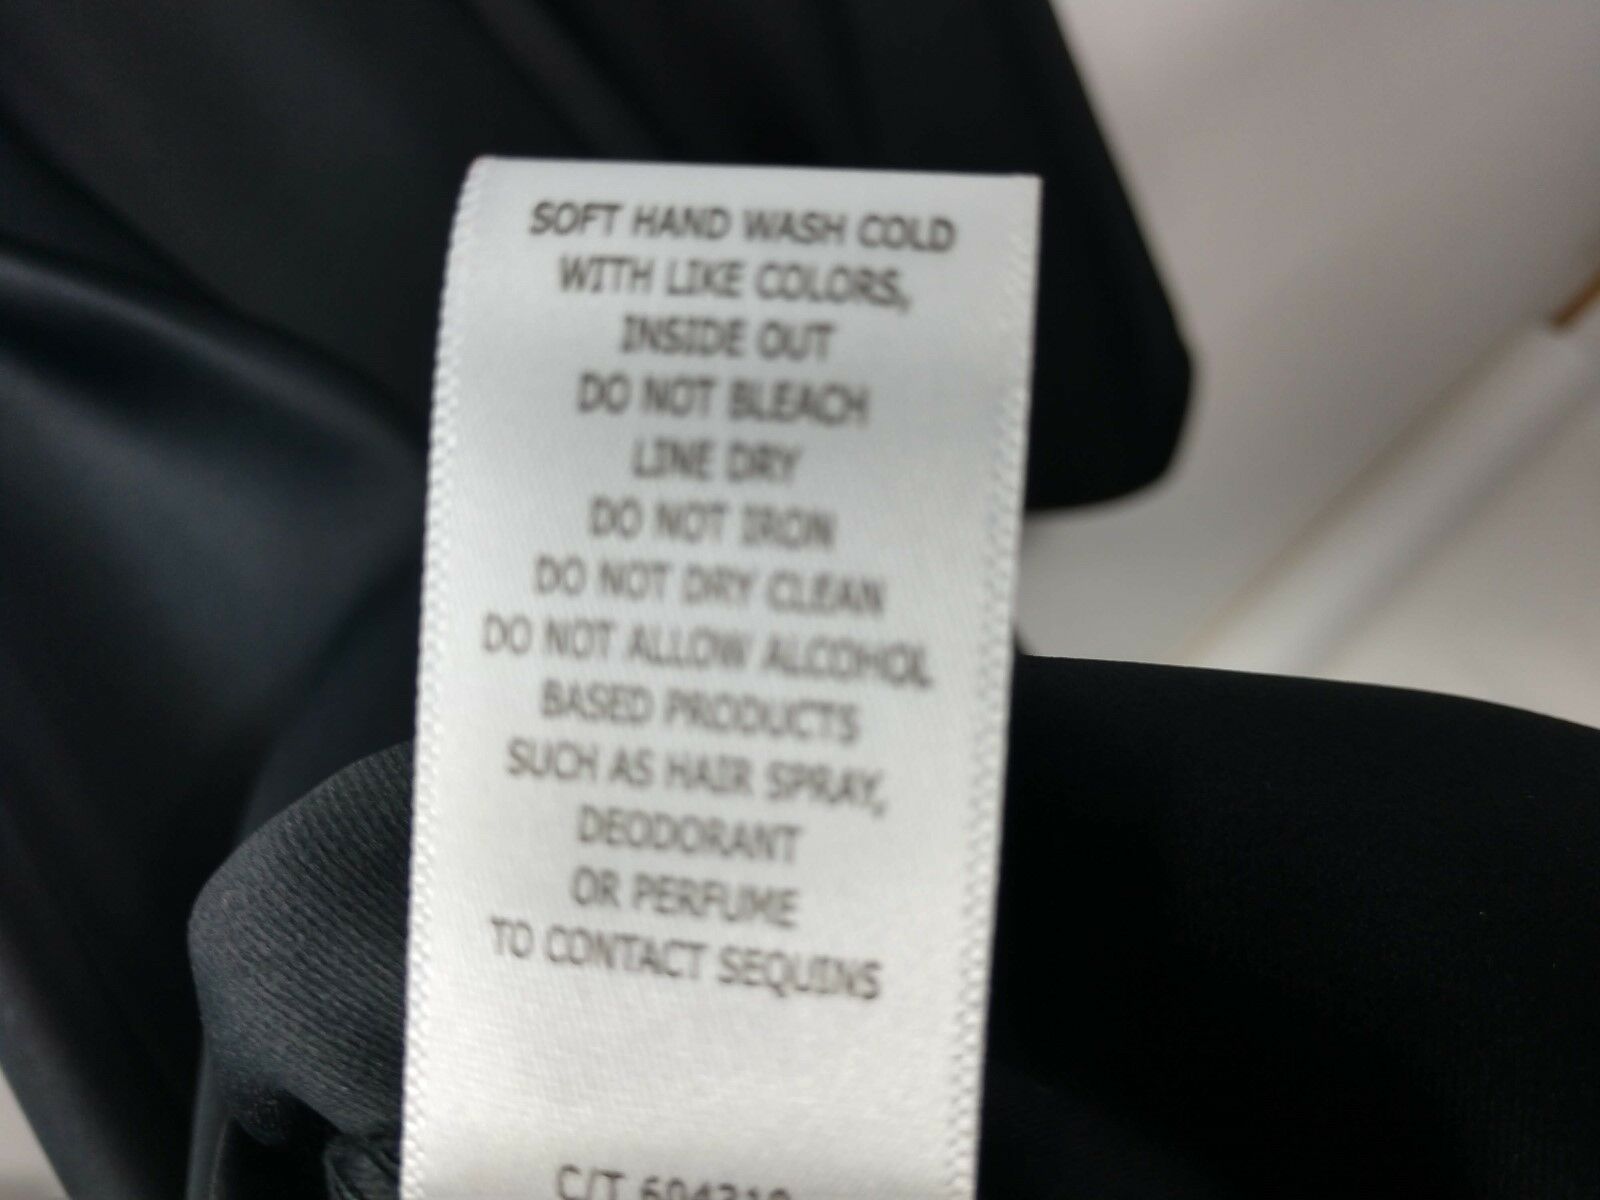 SOFT HAND WASH COLD
WITH LIKE COLORS,
INSIDE OUT
DO NOT BLEACH
LINE DRY
DO NOT IRON
DO NOT DRY CLEAN
DO NOT ALLOW ALCOHOL
BASED PRODUCTS
SUCH AS HAIR SPRAY,
DEODORANT
OR PERFUME
TO CONTACT SEQUINS
C/T